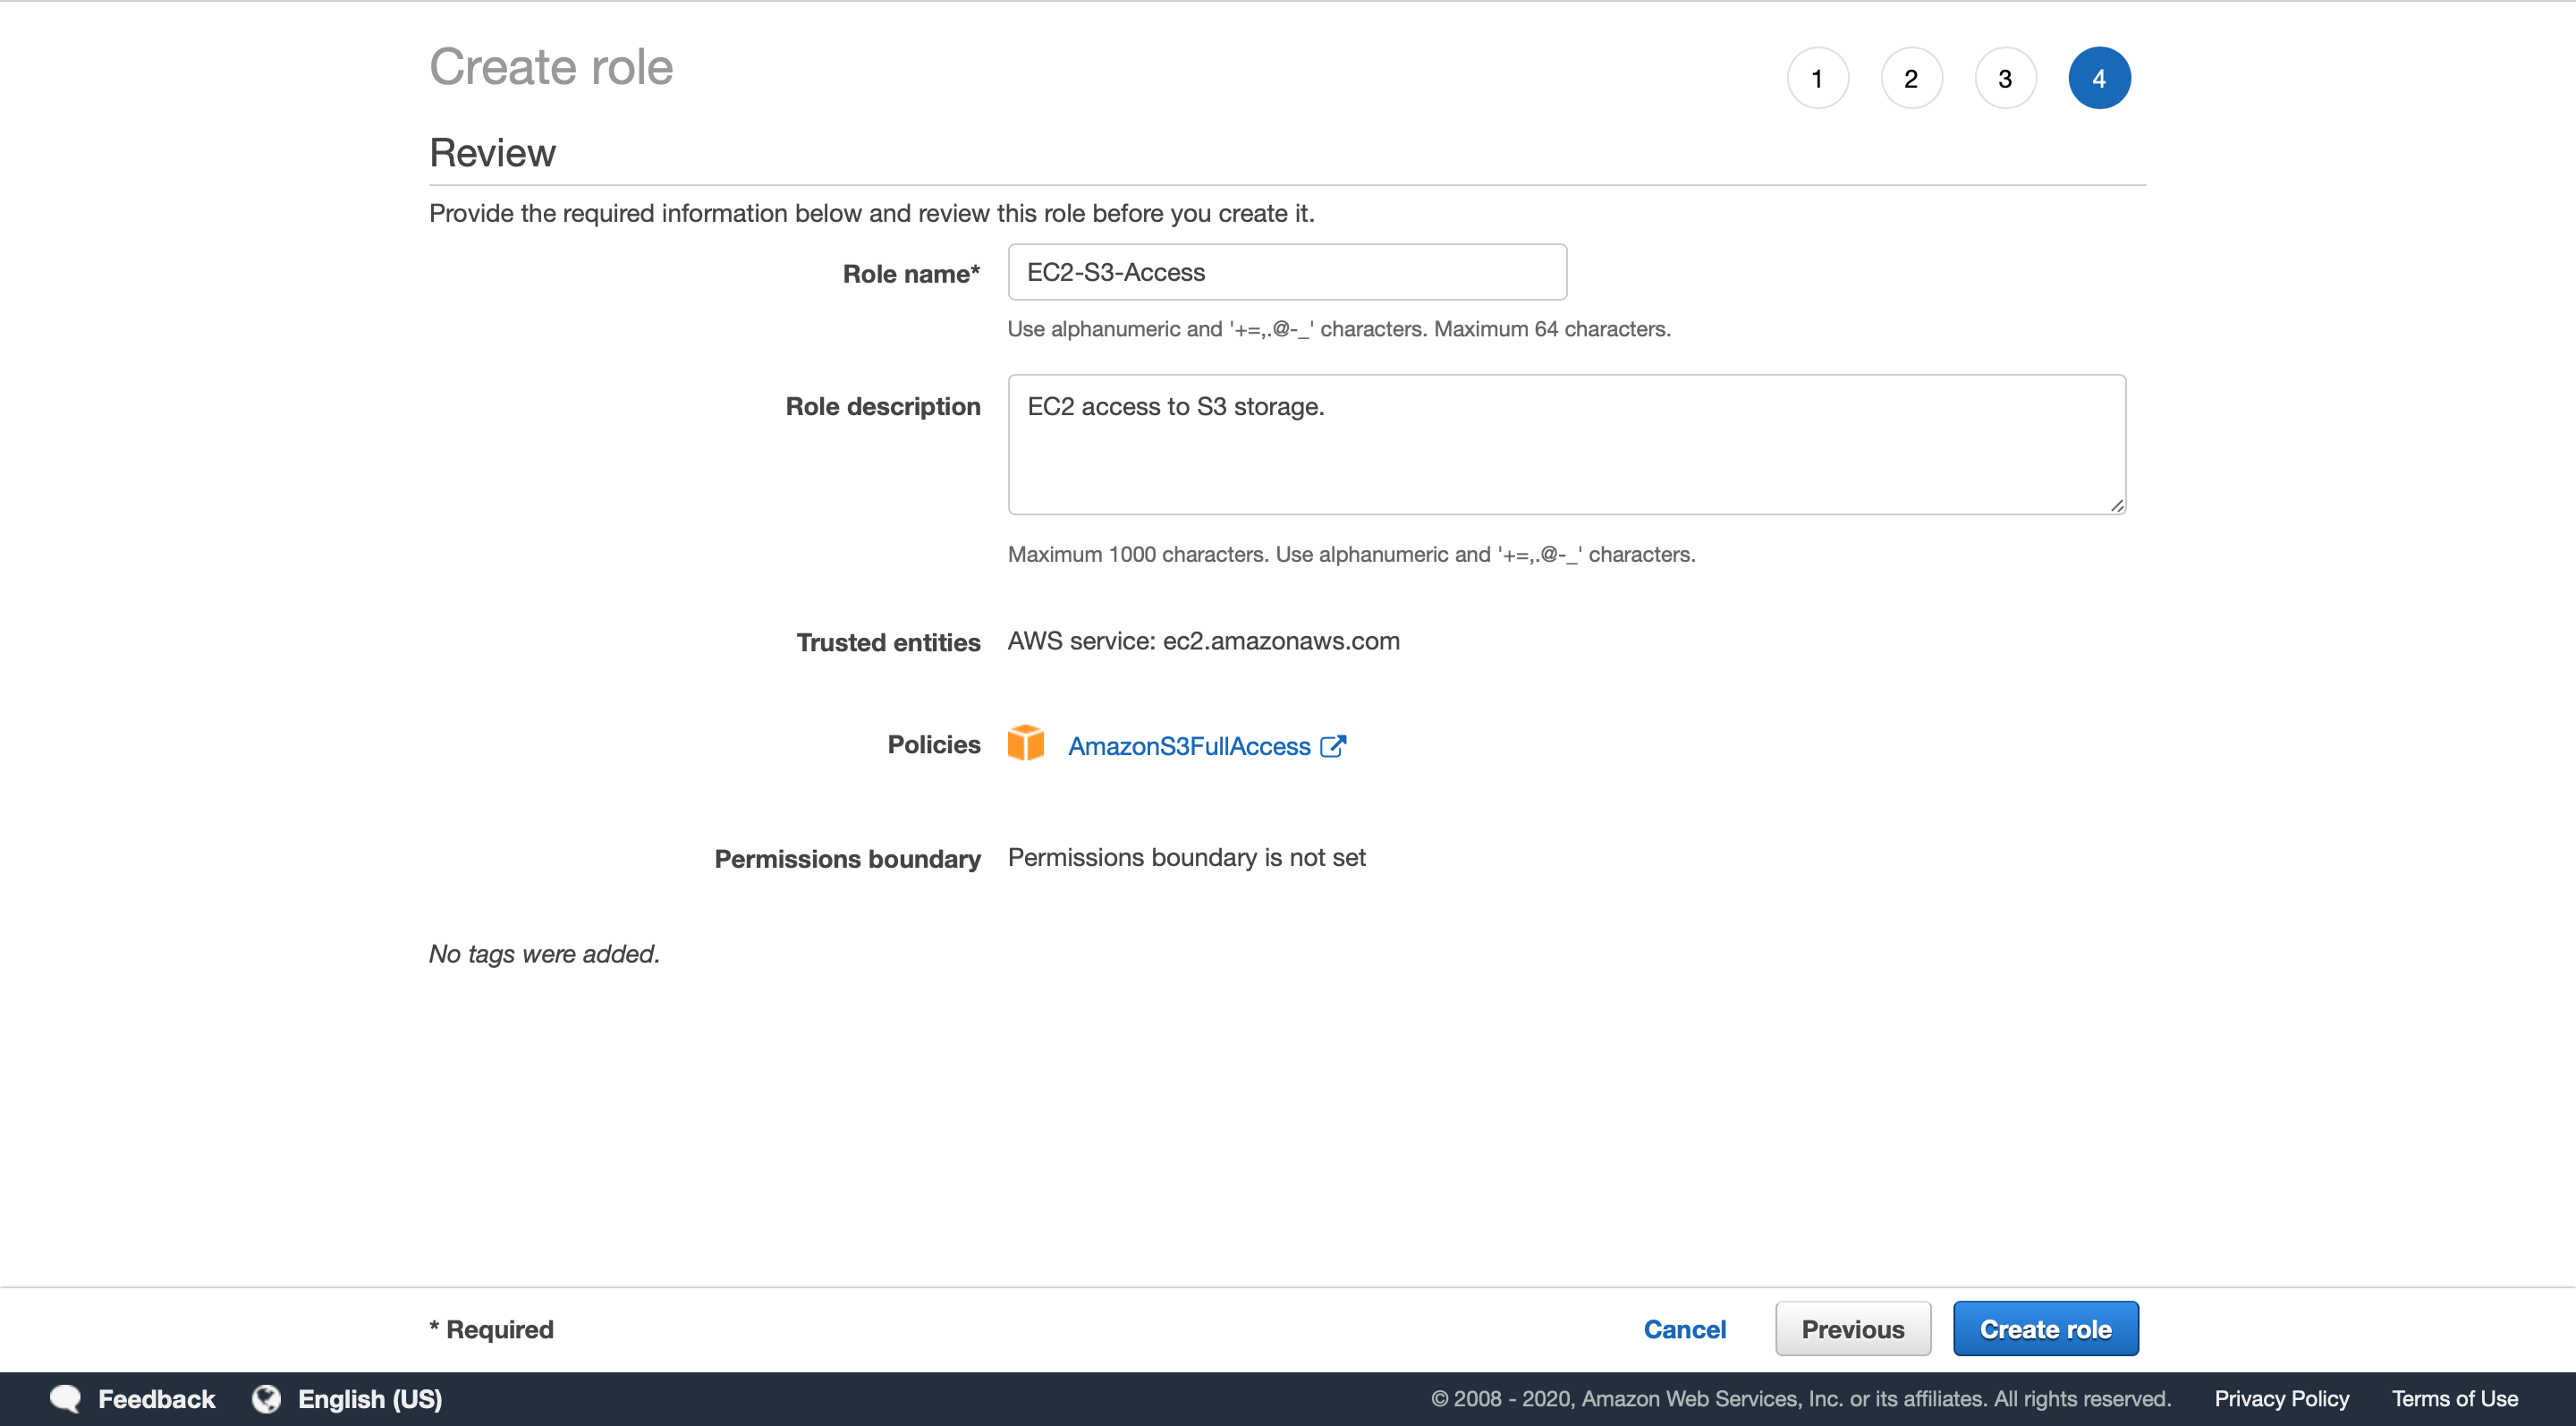 Create role
1 2 3 4
Review
Provide the required information below and review this role before you create it.
Role name* EC2-S3-Access
Use alphanumeric and '+=,.@-_' characters. Maximum 64 characters.
Role description EC2 access to S3 storage.
Maximum 1000 characters. Use alphanumeric and '+=,.@-_' characters.
Trusted entities AWS service: ec2.amazonaws.com
Policies AmazonS3FullAccess
Permissions boundary Permissions boundary is not set
No tags were added.
* Required Cancel Previous Create role
Feedback English (US) © 2008 - 2020, Amazon Web Services, Inc. or its affiliates. All rights reserved. Privacy Policy Terms of Use